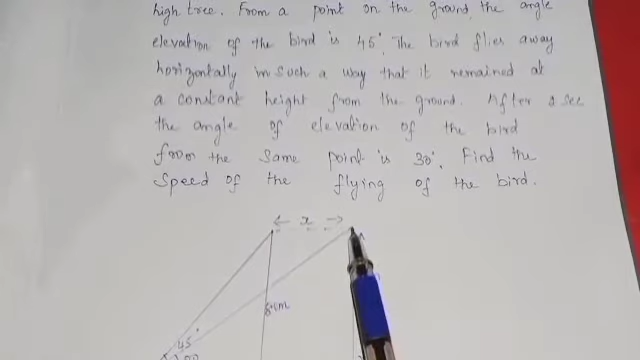 high tree. From a point on the ground, the angle
elevation of the bird is 45°. The bird flies away
horizontally in such a way that it remained at
a constant height from the ground. After 2 sec
the angle of elevation of the bird
from the same point is 30°. Find the
speed of the flying of the bird.
x
80m
45°